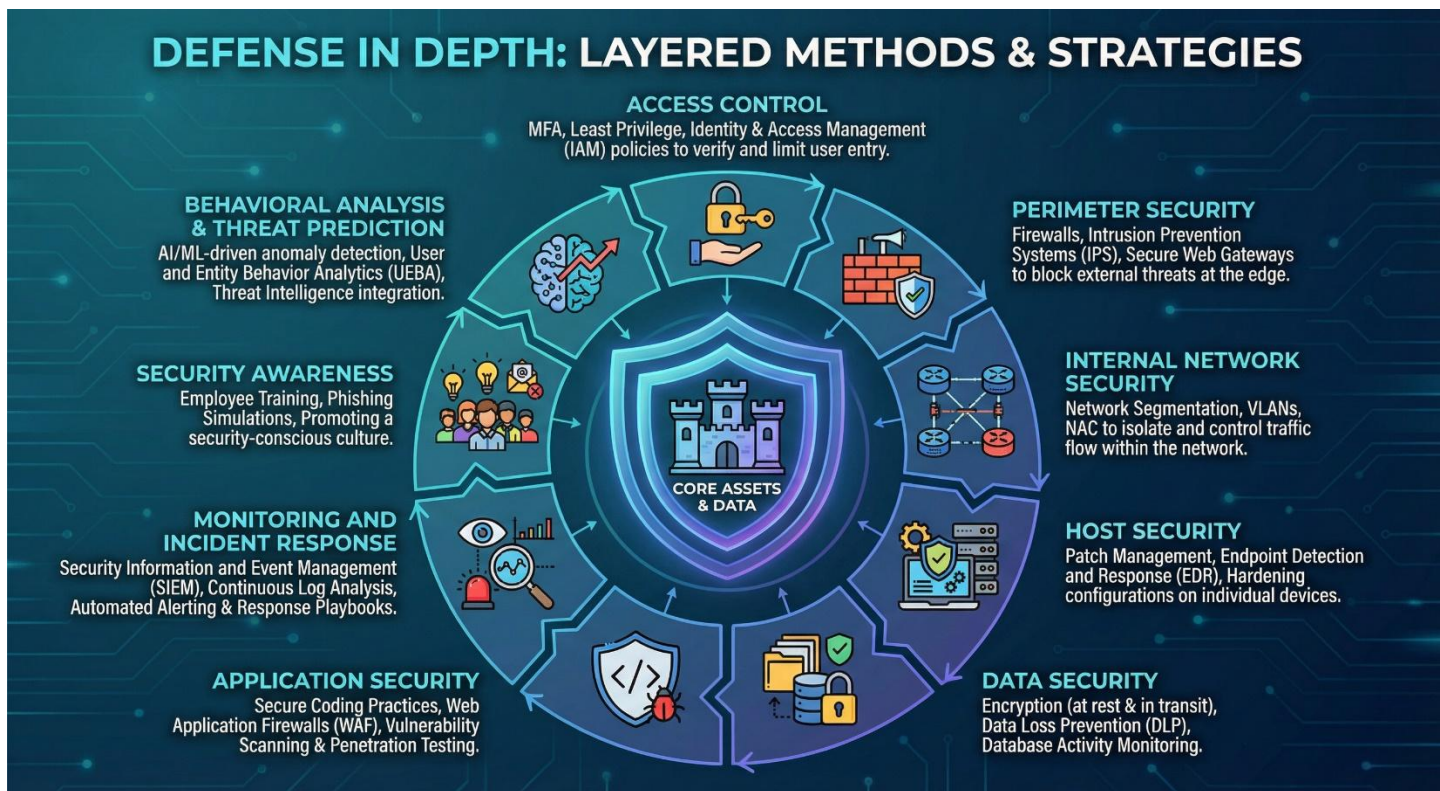 DEFENSE IN DEPTH: LAYERED METHODS & STRATEGIES
ACCESS CONTROL
MFA, Least Privilege, Identity & Access Management
(IAM) policies to verify and limit user entry.
PERIMETER SECURITY
Firewalls, Intrusion Prevention
Systems (IPS), Secure Web Gateways
to block external threats at the edge.
INTERNAL NETWORK
SECURITY
Network Segmentation, VLANs,
NAC to isolate and control traffic
flow within the network.
HOST SECURITY
Patch Management, Endpoint Detection
and Response (EDR), Hardening
configurations on individual devices.
DATA SECURITY
Encryption (at rest & in transit),
Data Loss Prevention (DLP),
Database Activity Monitoring.
APPLICATION SECURITY
Secure Coding Practices, Web
Application Firewalls (WAF), Vulnerability
Scanning & Penetration Testing.
MONITORING AND
INCIDENT RESPONSE
Security Information and Event Management
(SIEM), Continuous Log Analysis,
Automated Alerting & Response Playbooks.
SECURITY AWARENESS
Employee Training, Phishing
Simulations, Promoting a
security-conscious culture.
BEHAVIORAL ANALYSIS
& THREAT PREDICTION
AI/ML-driven anomaly detection, User
and Entity Behavior Analytics (UEBA),
Threat Intelligence integration.
CORE ASSETS
& DATA
@
</>